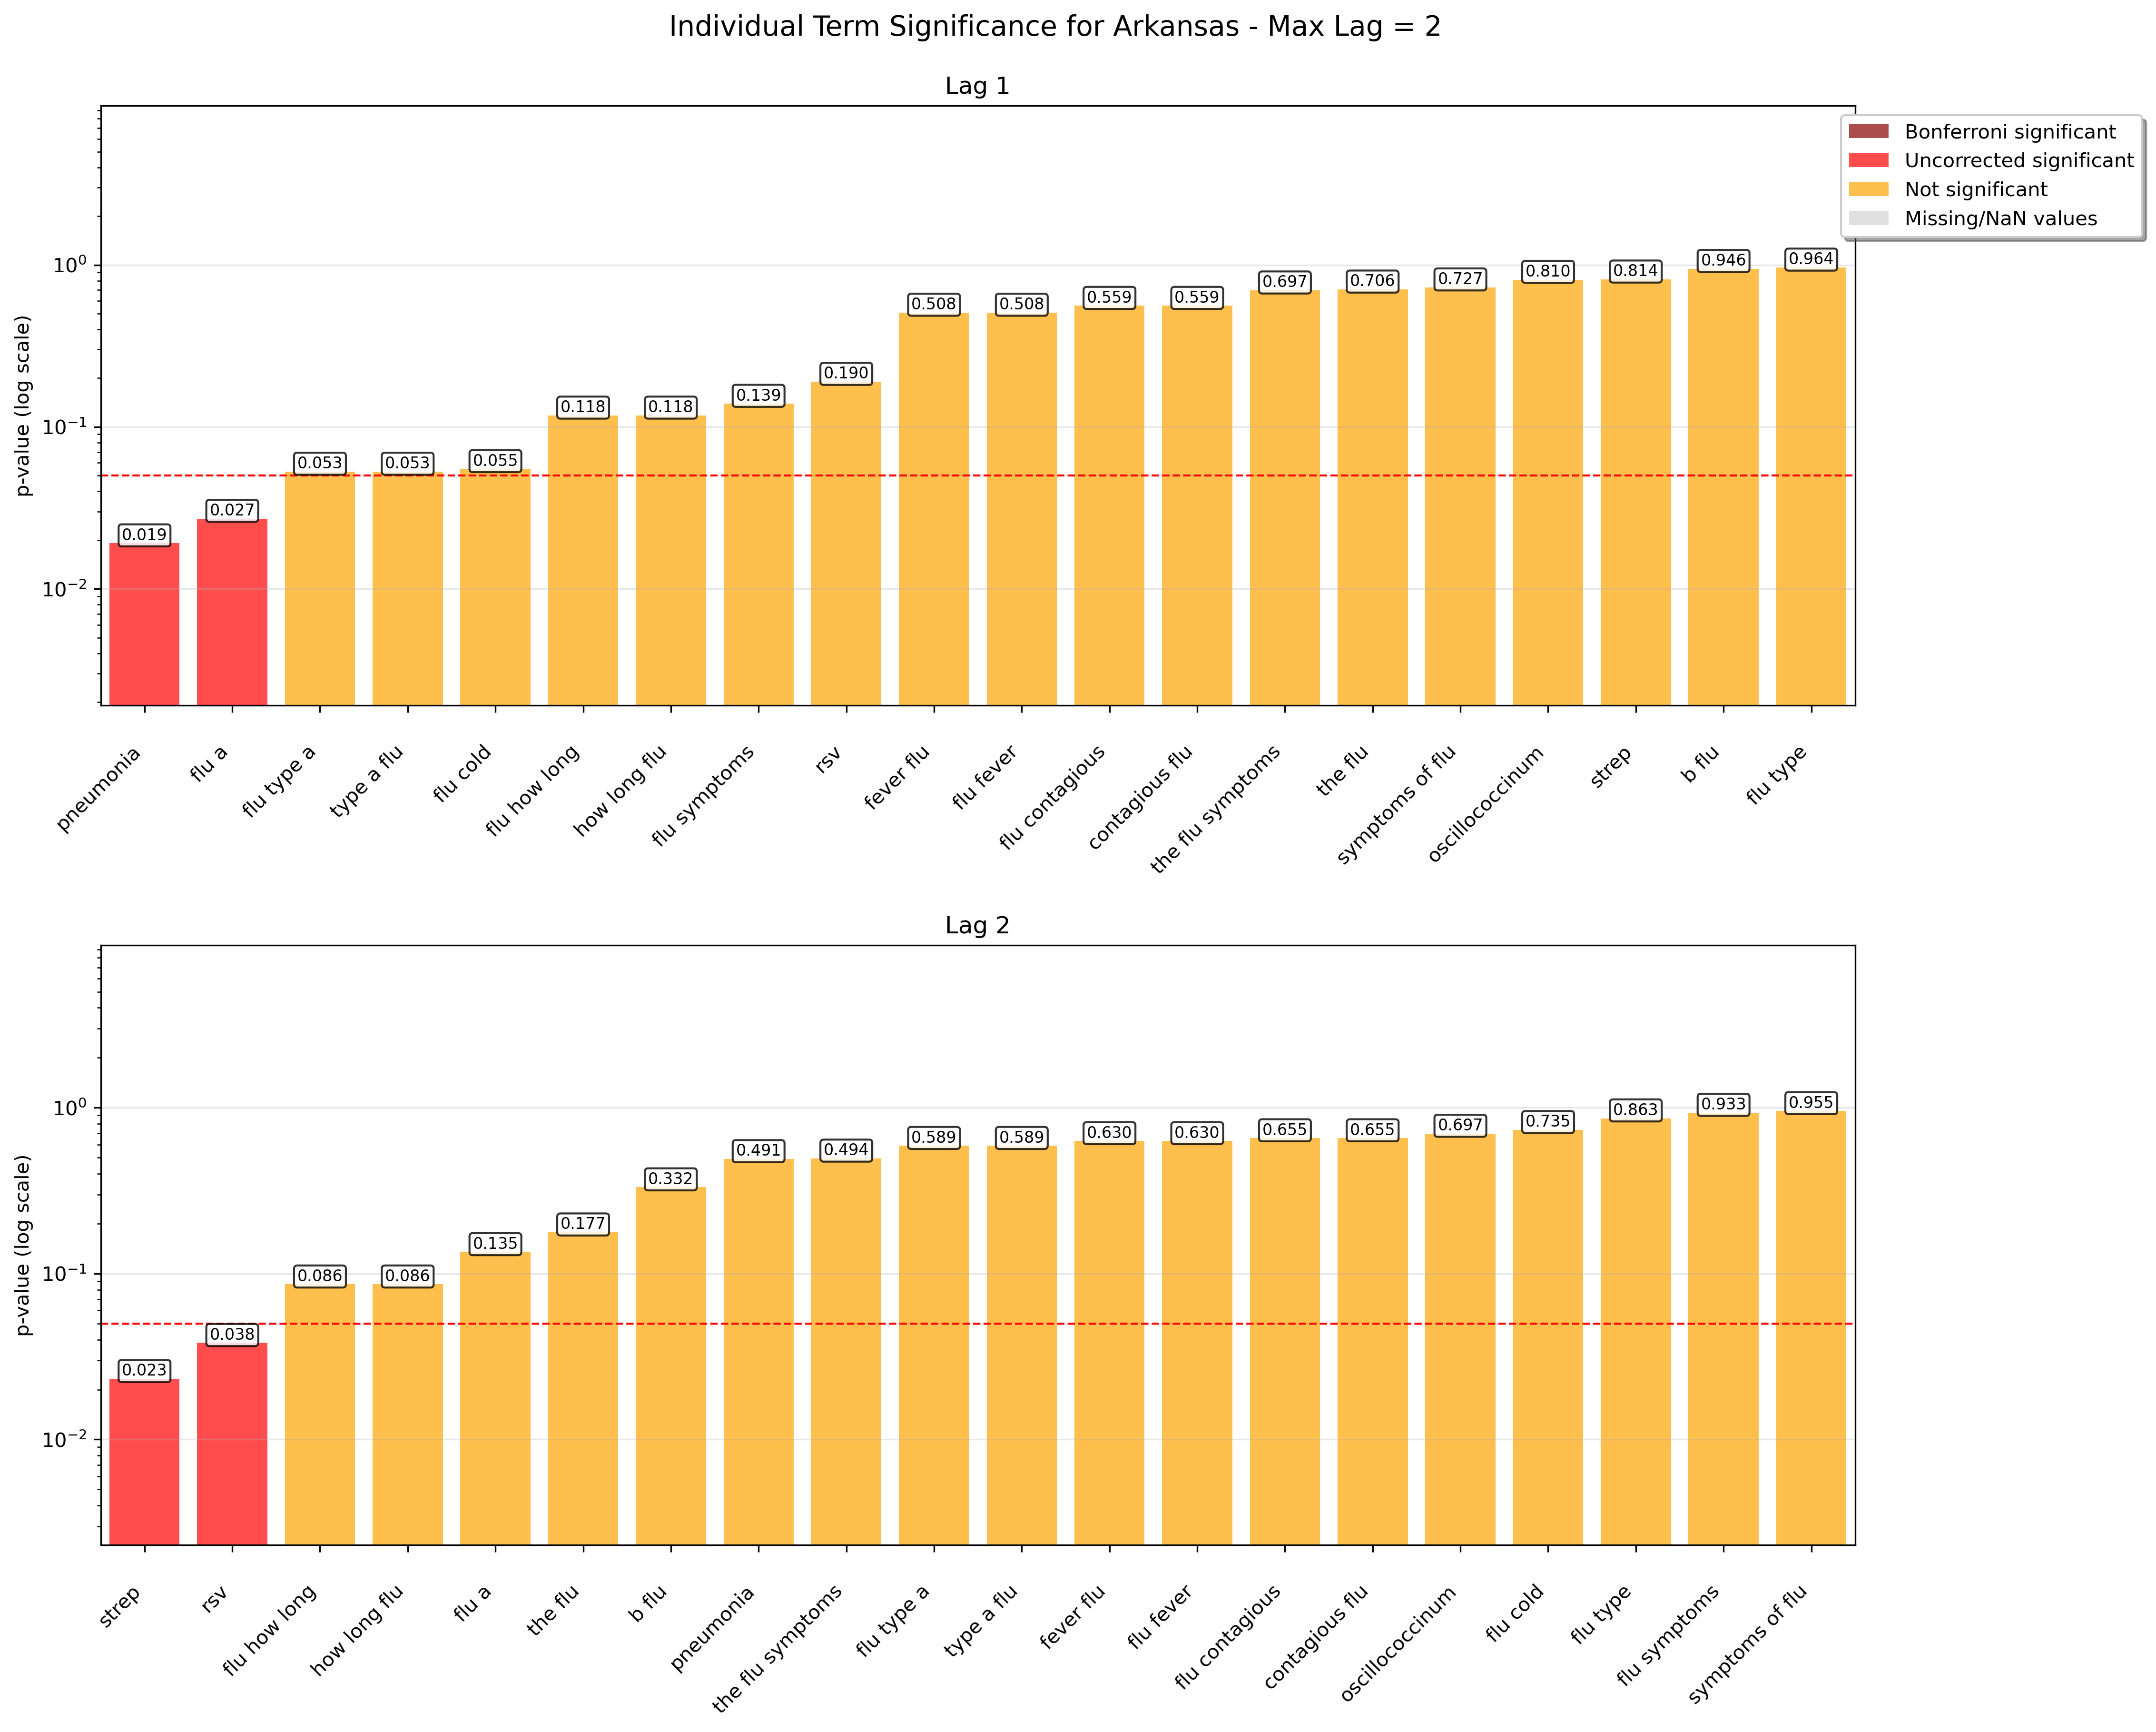 Individual Term Significance for Arkansas - Max Lag = 2
Lag 1
Bonferroni significant
Uncorrected significant
Not significant
Missing/NaN values
p-value (log scale)
10⁰
10⁻¹
10⁻²
0.019
0.027
0.053
0.053
0.055
0.118
0.118
0.139
0.190
0.508
0.508
0.559
0.559
0.697
0.706
0.727
0.810
0.814
0.946
0.964
pneumonia
flu a
flu type a
type a flu
flu cold
flu how long
how long flu
flu symptoms
rsv
fever flu
flu fever
flu contagious
contagious flu
the flu symptoms
the flu
symptoms of flu
oscillococcinum
strep
b flu
flu type
Lag 2
p-value (log scale)
10⁰
10⁻¹
10⁻²
0.023
0.038
0.086
0.086
0.135
0.177
0.332
0.491
0.494
0.589
0.589
0.630
0.630
0.655
0.655
0.697
0.735
0.863
0.933
0.955
strep
rsv
flu how long
how long flu
flu a
the flu
b flu
pneumonia
the flu symptoms
flu type a
type a flu
fever flu
flu fever
flu contagious
contagious flu
oscillococcinum
flu cold
flu type
flu symptoms
symptoms of flu